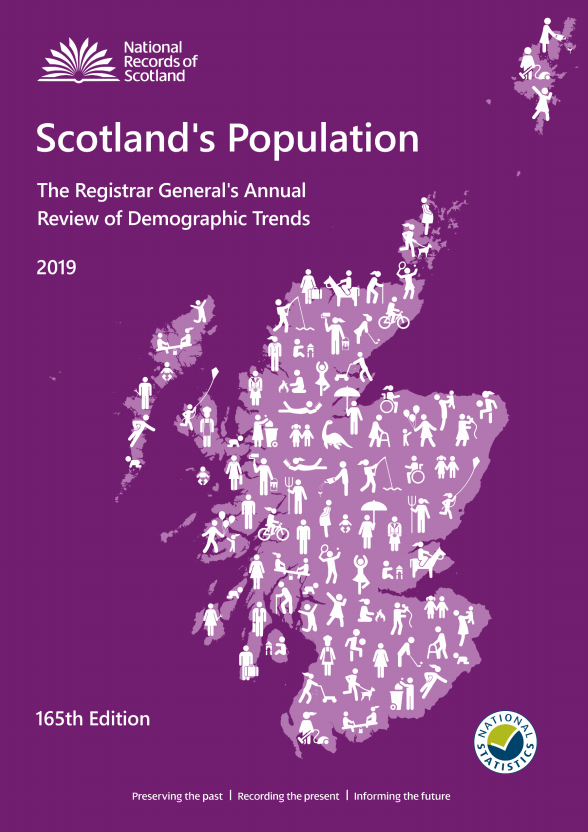 National
Records of
Scotland
Scotland's Population
The Registrar General's Annual
Review of Demographic Trends
2019
165th Edition
NATIONAL
STATISTICS
Preserving the past | Recording the present | Informing the future